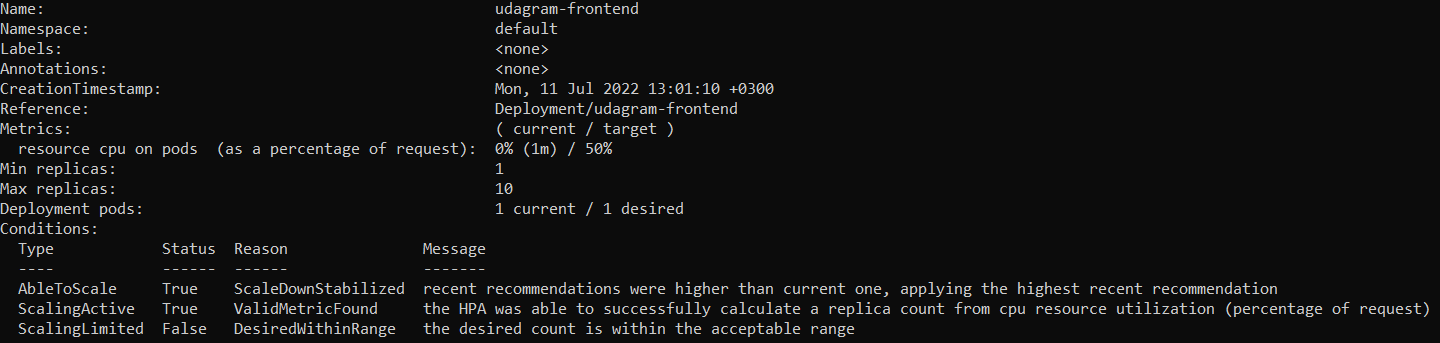 Name: udagram-frontend
Namespace: default
Labels: <none>
Annotations: <none>
CreationTimestamp: Mon, 11 Jul 2022 13:01:10 +0300
Reference: Deployment/udagram-frontend
Metrics: ( current / target )
  resource cpu on pods  (as a percentage of request): 0% (1m) / 50%
Min replicas: 1
Max replicas: 10
Deployment pods: 1 current / 1 desired
Conditions:
  Type            Status  Reason               Message
  ----            ------  ------               -------
  AbleToScale     True    ScaleDownStabilized  recent recommendations were higher than current one, applying the highest recent recommendation
  ScalingActive   True    ValidMetricFound     the HPA was able to successfully calculate a replica count from cpu resource utilization (percentage of request)
  ScalingLimited  False   DesiredWithinRange   the desired count is within the acceptable range